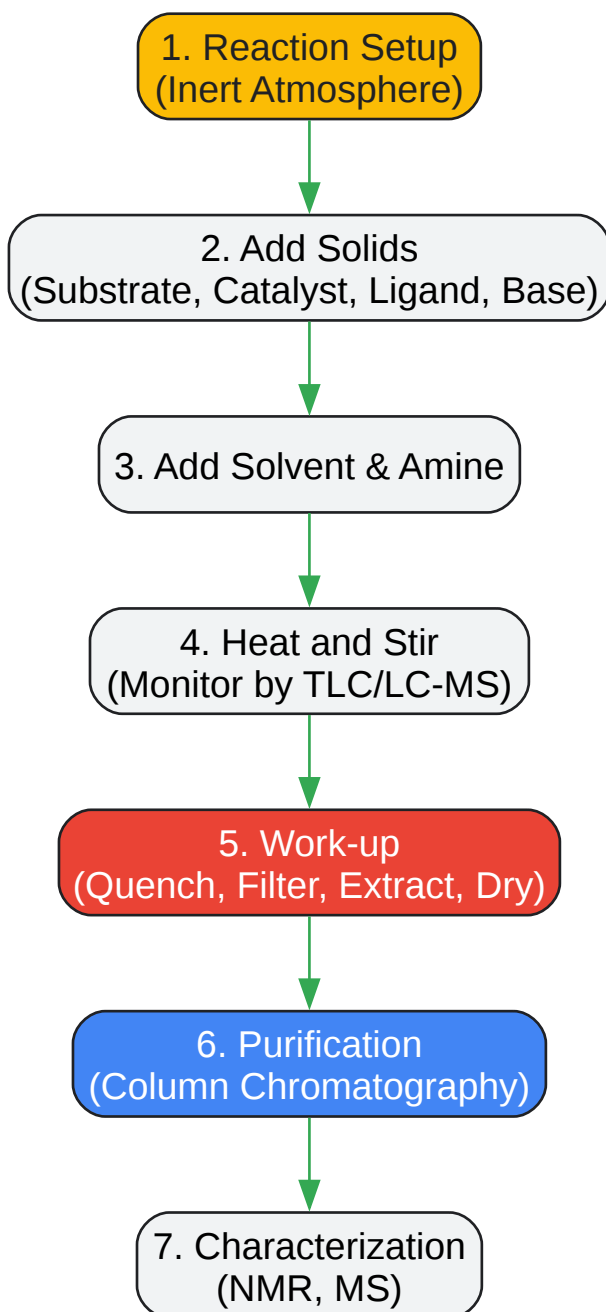 1. Reaction Setup
(Inert Atmosphere)
2. Add Solids
(Substrate, Catalyst, Ligand, Base)
3. Add Solvent & Amine
4. Heat and Stir
(Monitor by TLC/LC-MS)
5. Work-up
(Quench, Filter, Extract, Dry)
6. Purification
(Column Chromatography)
7. Characterization
(NMR, MS)